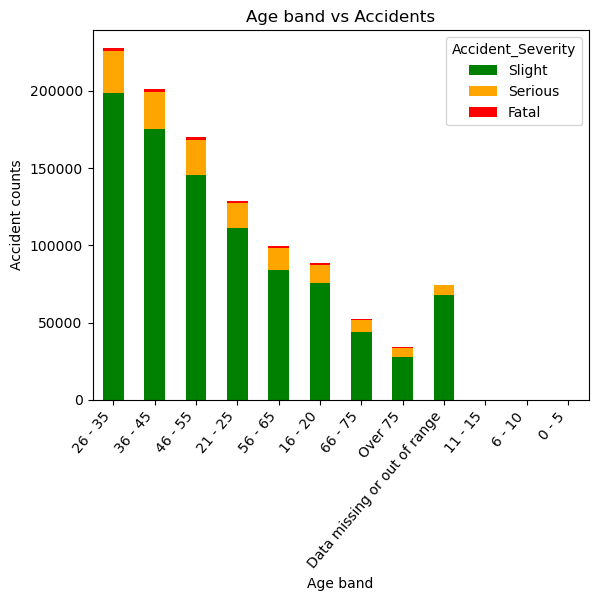 Age band vs Accidents
Accident_Severity
Slight
Serious
Fatal
Accident counts
200000
150000
100000
50000
0
26 - 35
36 - 45
46 - 55
21 - 25
56 - 65
16 - 20
66 - 75
Over 75
Data missing or out of range
11 - 15
6 - 10
0 - 5
Age band